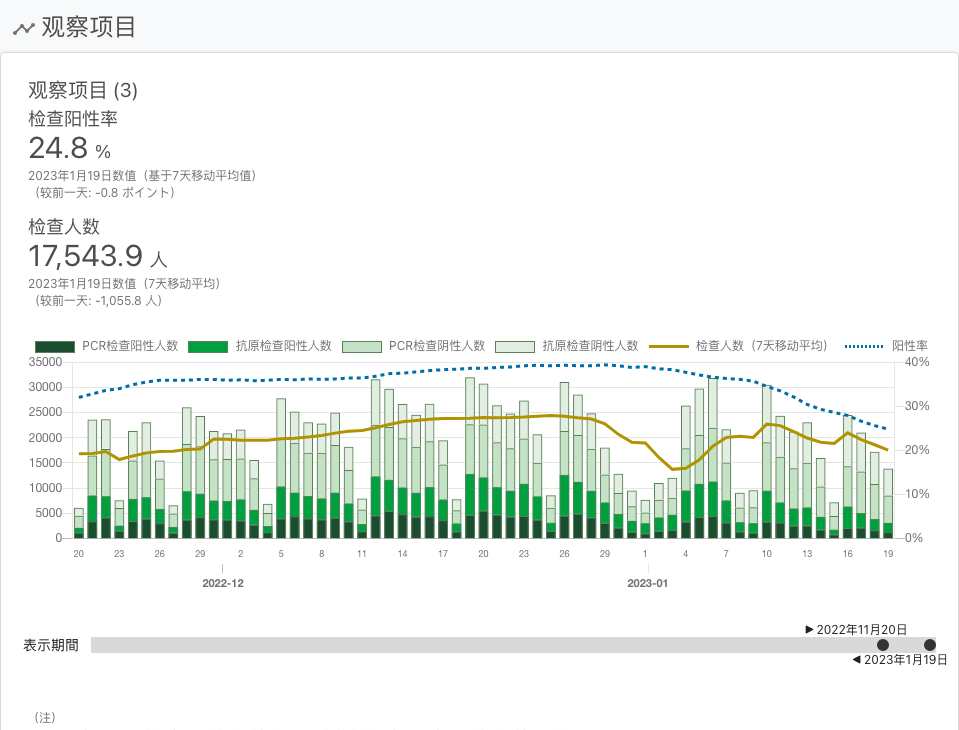 观察项目
观察项目 (3)
检查阳性率
24.8 %
2023年1月19日数值（基于7天移动平均值）
（较前一天: -0.8 ポイント）
检查人数
17,543.9 人
2023年1月19日数值（7天移动平均）
（较前一天: -1,055.8 人）
PCR检查阳性人数 抗原检查阳性人数 PCR检查阴性人数 抗原检查阴性人数 检查人数（7天移动平均） 阳性率
35000 40%
30000
25000 30%
20000 20%
15000
10000 10%
5000
0 0%
20 23 26 29 2 5 8 11 14 17 20 23 26 29 1 4 7 10 13 16 19
2022-12 2023-01
▶ 2022年11月20日
表示期間
◀ 2023年1月19日
（注）